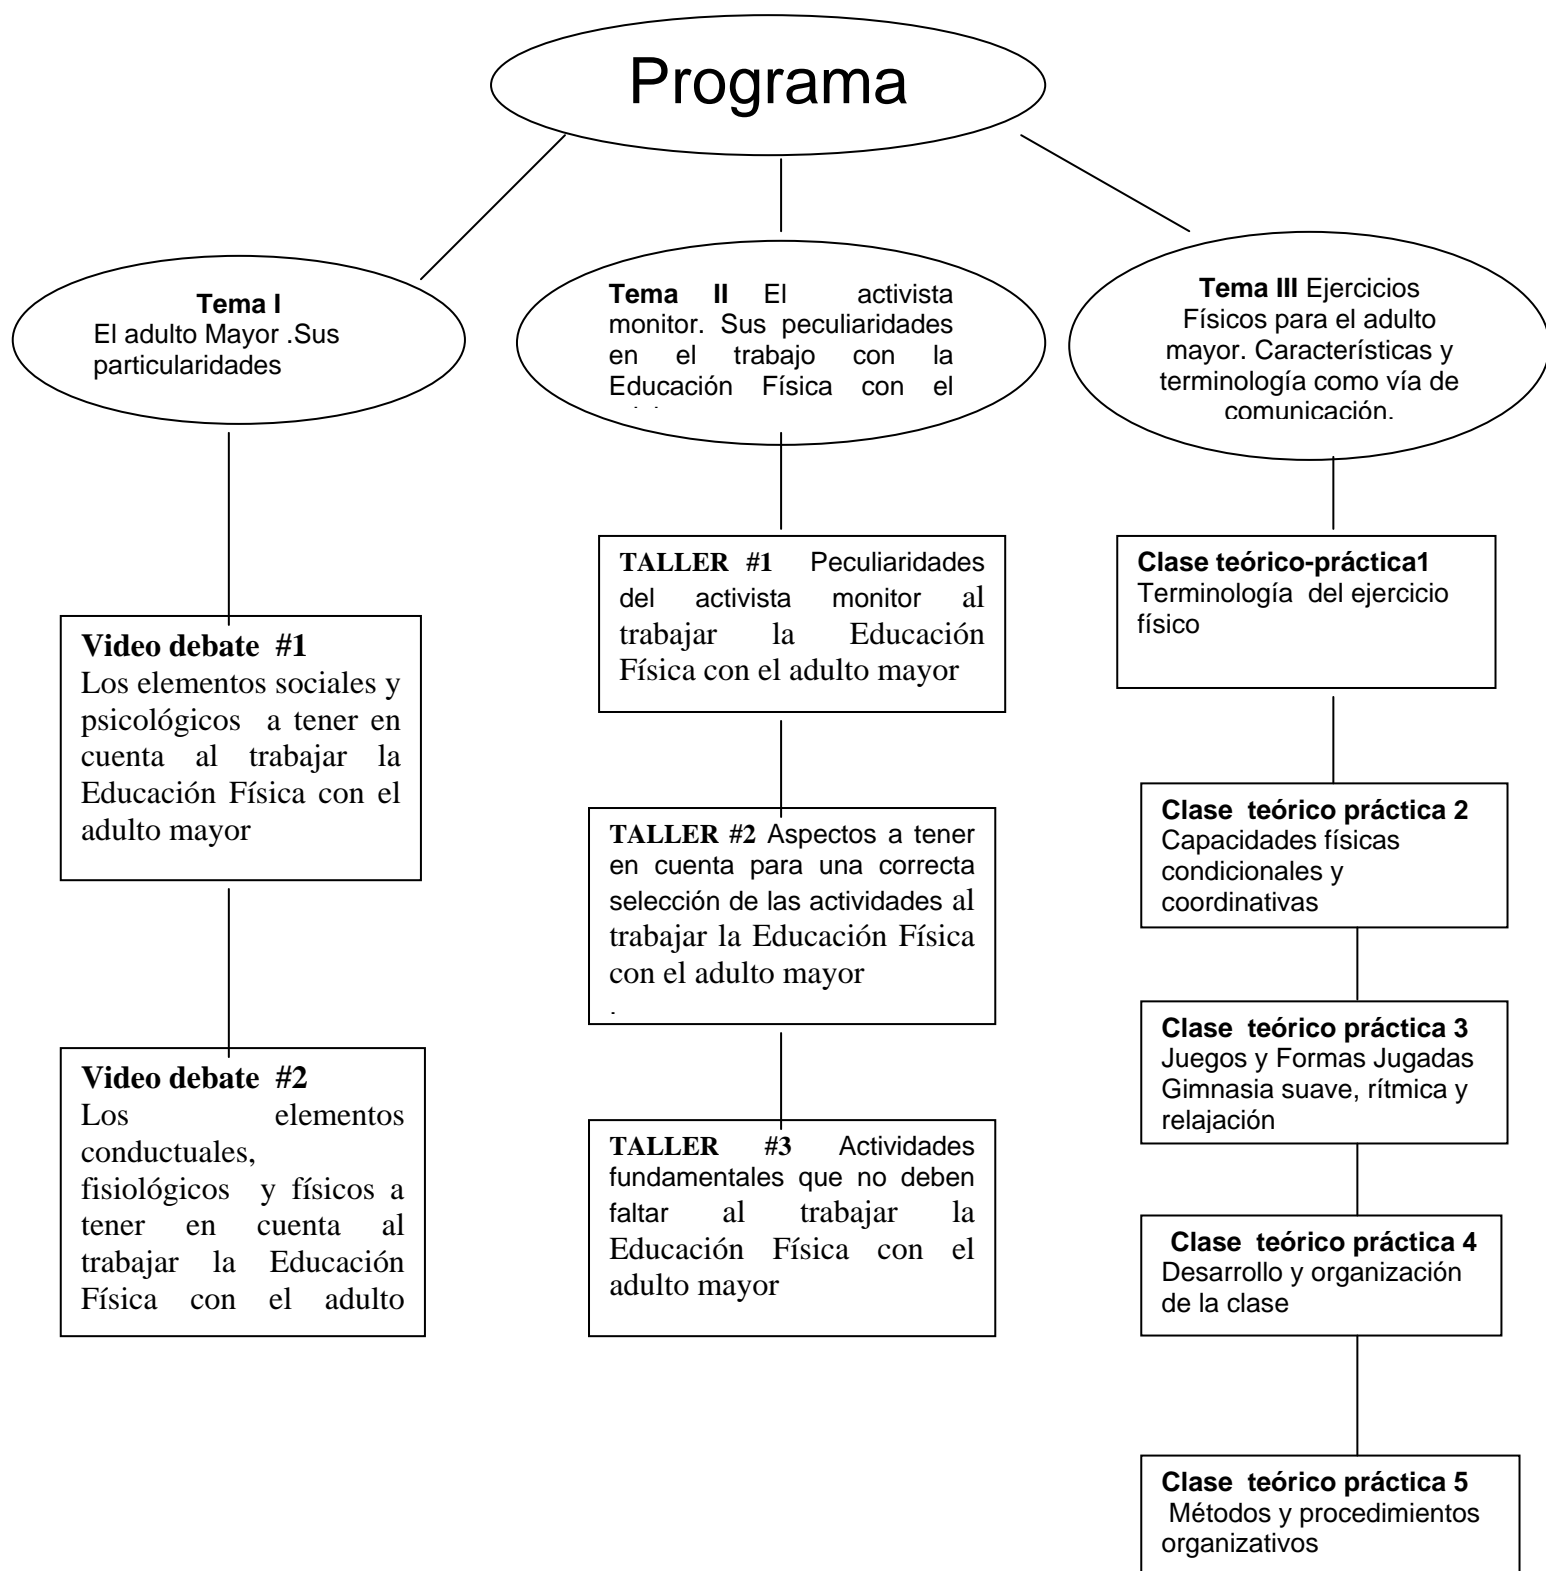 Programa
Tema I
El adulto Mayor .Sus
particularidades
Tema II El activista
monitor. Sus peculiaridades
en el trabajo con la
Educación Física con el
Tema III Ejercicios
Físicos para el adulto
mayor. Características y
terminología como vía de
comunicación.
Video debate #1
Los elementos sociales y
psicológicos a tener en
cuenta al trabajar la
Educación Física con el
adulto mayor
Video debate #2
Los elementos
conductuales,
fisiológicos y físicos a
tener en cuenta al
trabajar la Educación
Física con el adulto
TALLER #1 Peculiaridades
del activista monitor al
trabajar la Educación
Física con el adulto mayor
TALLER #2 Aspectos a tener
en cuenta para una correcta
selección de las actividades al
trabajar la Educación Física
con el adulto mayor
.
TALLER #3 Actividades
fundamentales que no deben
faltar al trabajar la
Educación Física con el
adulto mayor
Clase teórico-práctica1
Terminología del ejercicio
físico
Clase teórico práctica 2
Capacidades físicas
condicionales y
coordinativas
Clase teórico práctica 3
Juegos y Formas Jugadas
Gimnasia suave, rítmica y
relajación
Clase teórico práctica 4
Desarrollo y organización
de la clase
Clase teórico práctica 5
Métodos y procedimientos
organizativos